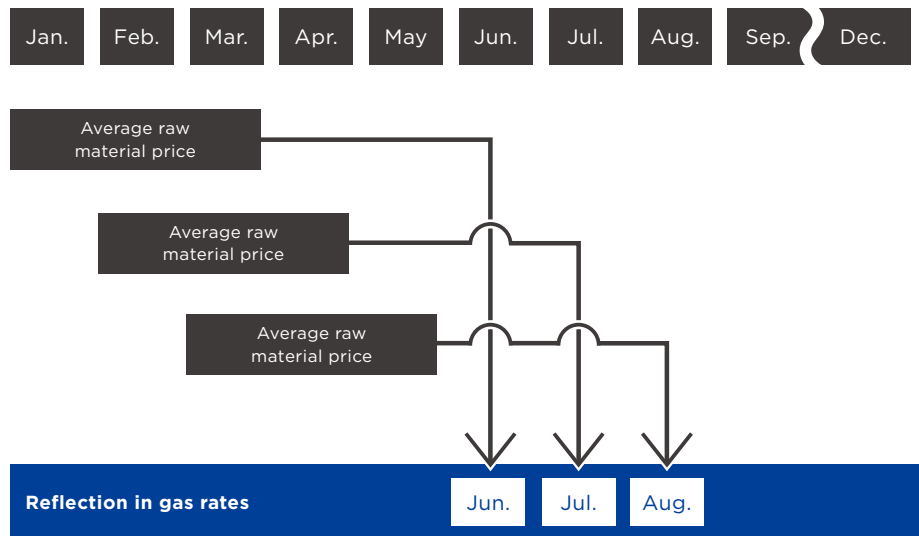 Jan. Feb. Mar. Apr. May Jun. Jul. Aug. Sep. Dec.
Average raw
material price
Average raw
material price
Average raw
material price
Reflection in gas rates Jun. Jul. Aug.